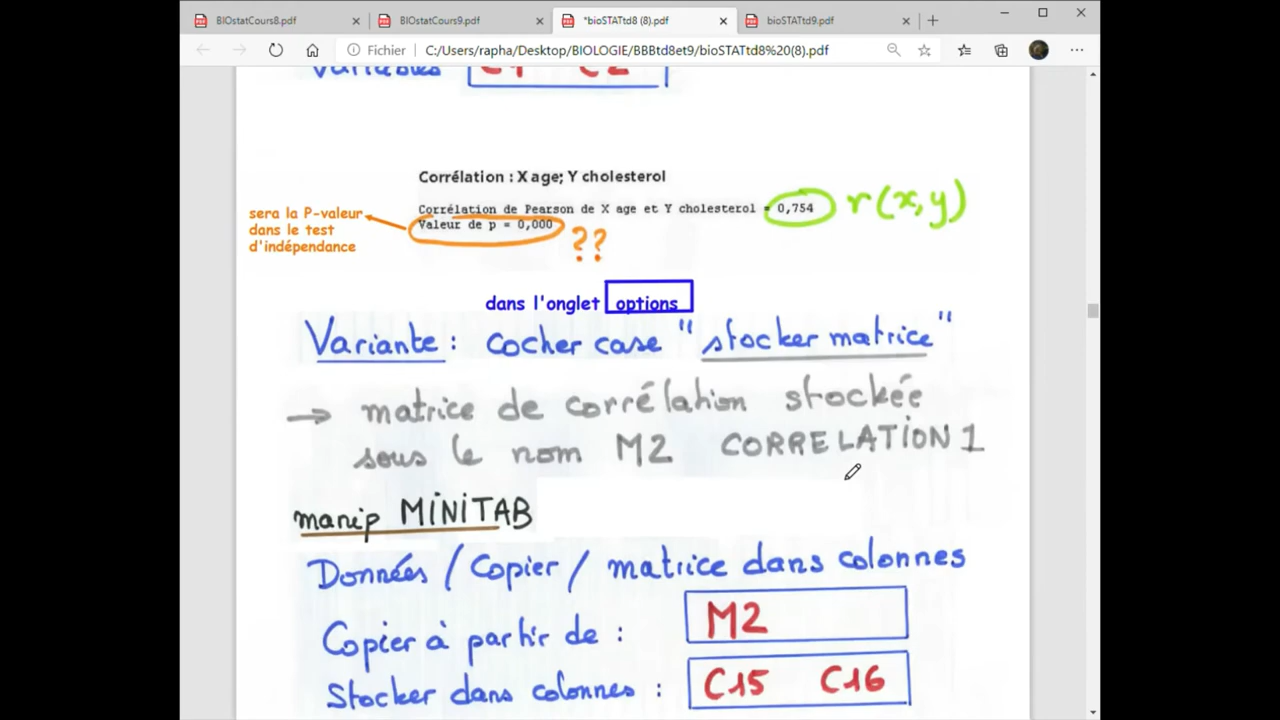 BIOstatCours8.pdf
BIOstatCours9.pdf
*bioSTATtd8 (8).pdf
bioSTATtd9.pdf
Fichier
C:/Users/rapha/Desktop/BIOLOGIE/BBBtd8et9/bioSTATtd8%20(8).pdf
Variables C1 C2
Corrélation : X age; Y cholesterol
Corrélation de Pearson de X age et Y cholesterol = 0,754 r(x,y)
Valeur de p = 0,000 ??
sera la P-valeur
dans le test
d'indépendance
dans l'onglet options
Variante : cocher case "stocker matrice"
→ matrice de corrélation stockée
sous le nom M2 CORRELATION 1
manip MINITAB
Données / Copier / matrice dans colonnes
Copier à partir de : M2
Stocker dans colonnes : C15 C16